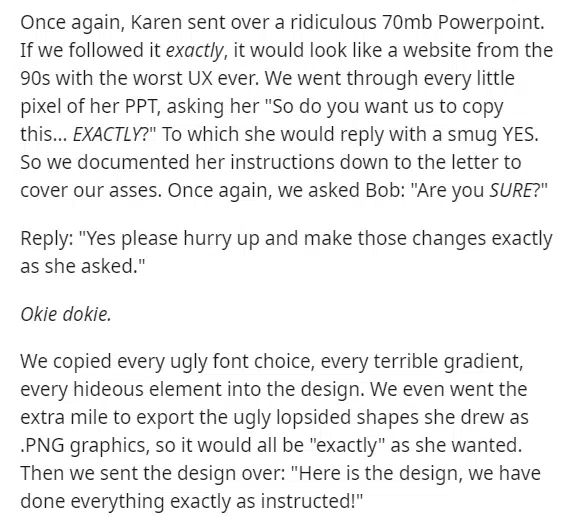 Once again, Karen sent over a ridiculous 70mb Powerpoint.
If we followed it exactly, it would look like a website from the
90s with the worst UX ever. We went through every little
pixel of her PPT, asking her "So do you want us to copy
this... EXACTLY?" To which she would reply with a smug YES.
So we documented her instructions down to the letter to
cover our asses. Once again, we asked Bob: "Are you SURE?"
Reply: "Yes please hurry up and make those changes exactly
as she asked."
Okie dokie.
We copied every ugly font choice, every terrible gradient,
every hideous element into the design. We even went the
extra mile to export the ugly lopsided shapes she drew as
.PNG graphics, so it would all be "exactly" as she wanted.
Then we sent the design over: "Here is the design, we have
done everything exactly as instructed!"